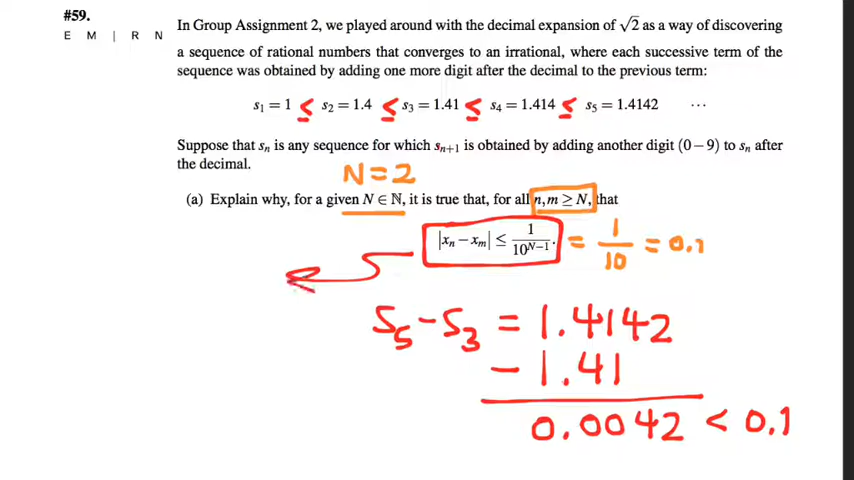 #59.
E M | R N
In Group Assignment 2, we played around with the decimal expansion of √2 as a way of discovering
a sequence of rational numbers that converges to an irrational, where each successive term of the
sequence was obtained by adding one more digit after the decimal to the previous term:
s₁ = 1 ≤ s₂ = 1.4 ≤ s₃ = 1.41 ≤ s₄ = 1.414 ≤ s₅ = 1.4142 ⋯
Suppose that sₙ is any sequence for which sₙ₊₁ is obtained by adding another digit (0−9) to sₙ after
the decimal.
N=2
(a) Explain why, for a given N ∈ ℕ, it is true that, for all n,m ≥ N, that
|xₙ − xₘ| ≤ 1/10^{N−1}. = 1/10 = 0.1
s₅ − s₃ = 1.4142
− 1.41
0.0042 < 0.1